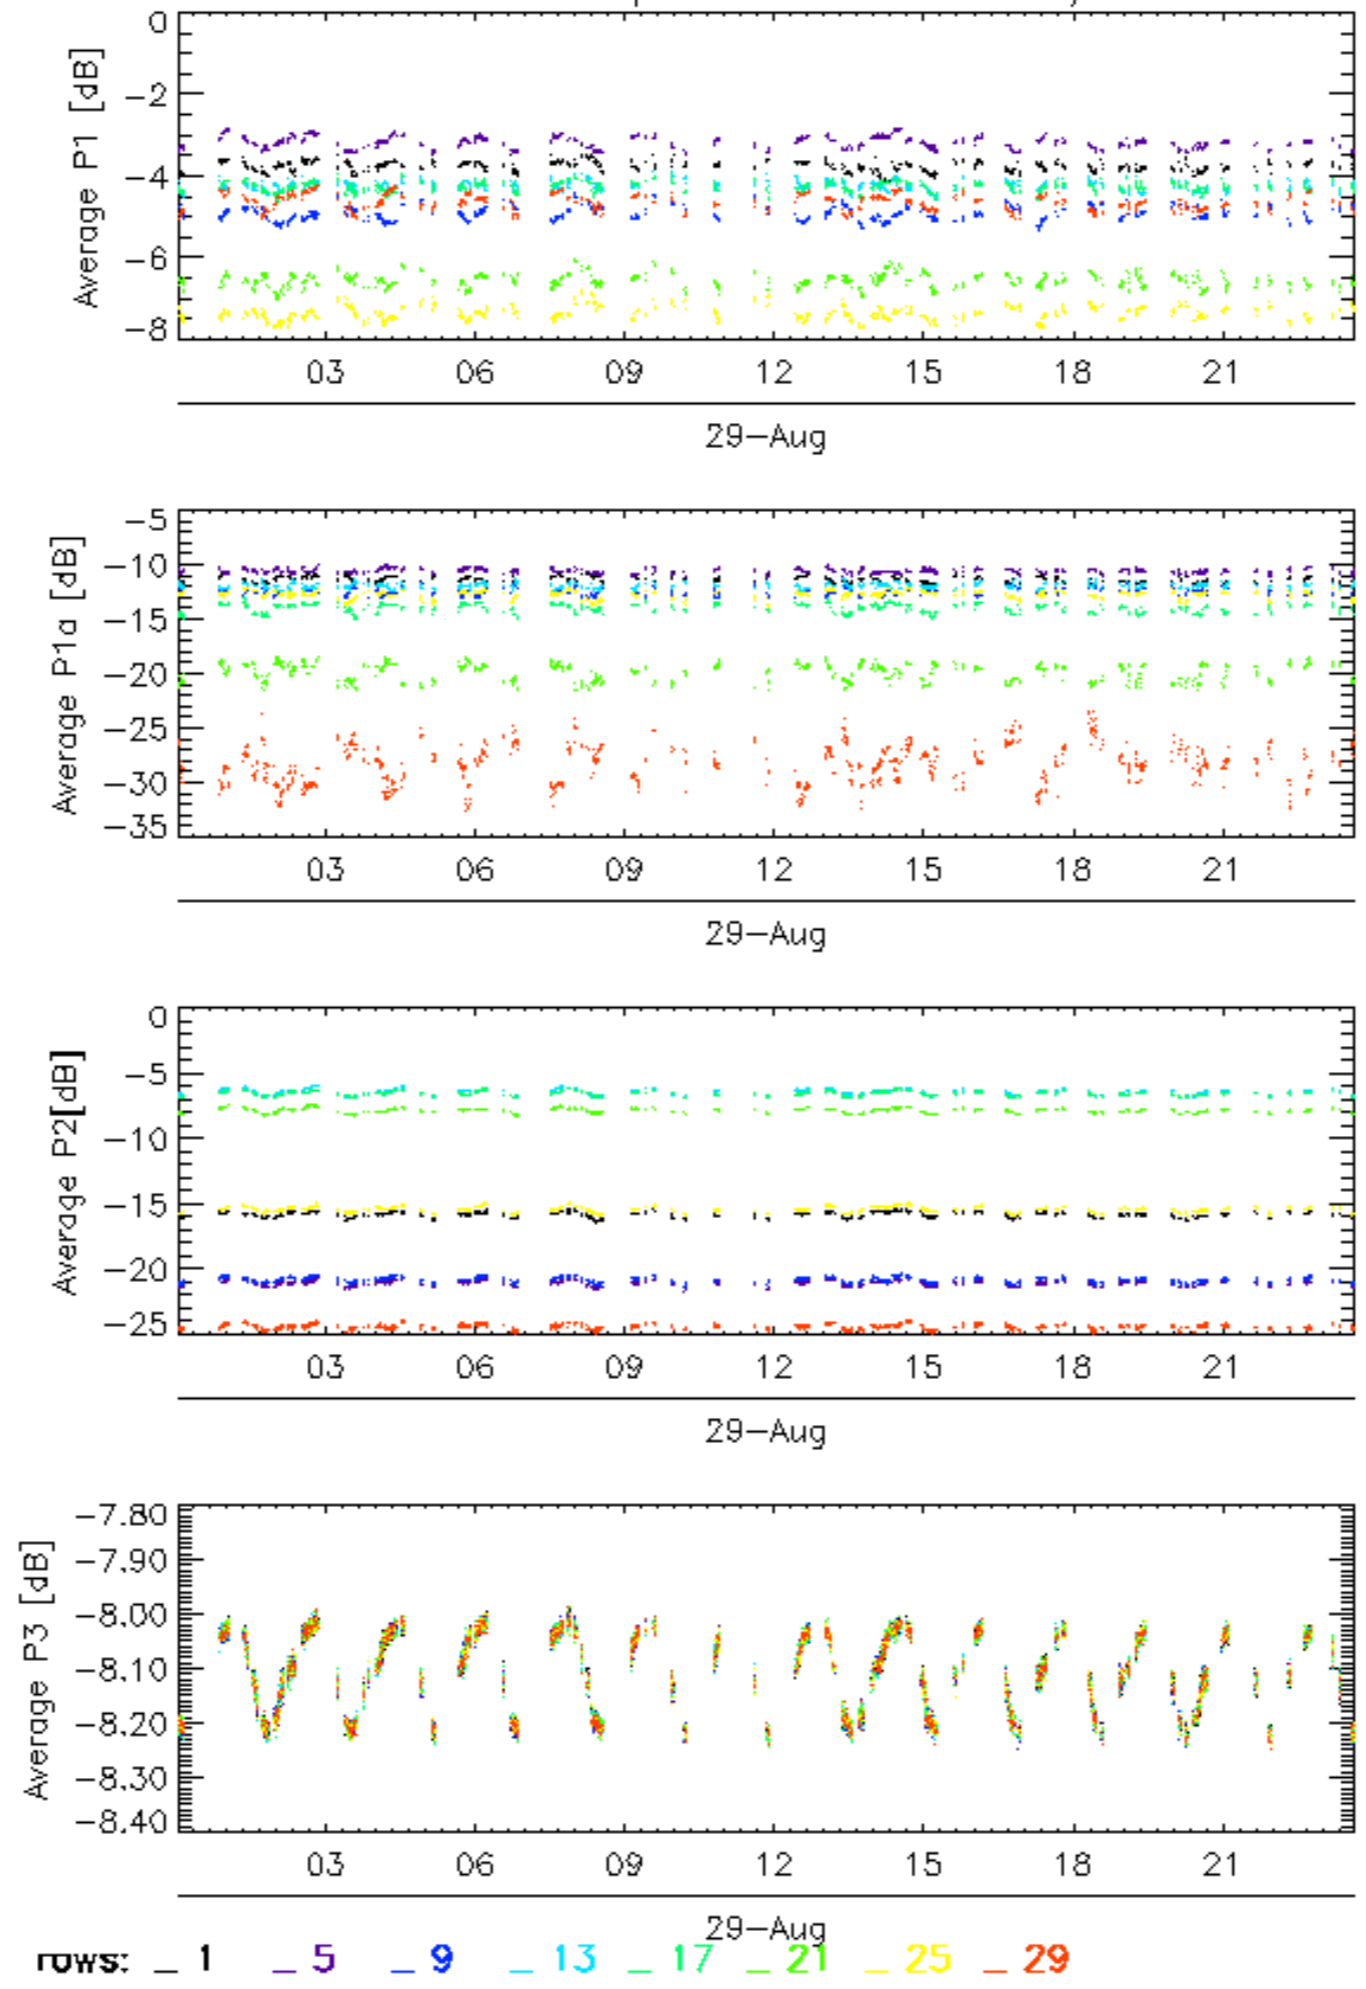 0
−2
−4
−6
−8
Average P1 [dB]
03 06 09 12 15 18 21
29−Aug
−5
−10
−15
−20
−25
−30
−35
Average P1a [dB]
03 06 09 12 15 18 21
29−Aug
0
−5
−10
−15
−20
−25
Average P2[dB]
03 06 09 12 15 18 21
29−Aug
−7.80
−7.90
−8.00
−8.10
−8.20
−8.30
−8.40
Average P3 [dB]
03 06 09 12 15 18 21
29−Aug
rows: _ 1 _ 5 _ 9 _ 13 _ 17 _ 21 _ 25 _ 29